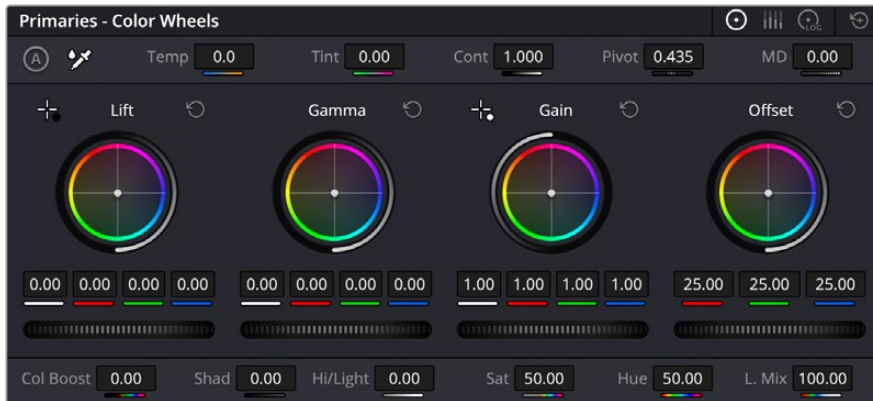 Primaries - Color Wheels
LOG
A Temp 0.0 Tint 0.00 Cont 1.000 Pivot 0.435 MD 0.00
Lift Gamma Gain Offset
0.00 0.00 0.00 0.00 0.00 0.00 0.00 0.00 1.00 1.00 1.00 1.00 25.00 25.00 25.00
Col Boost 0.00 Shad 0.00 Hi/Light 0.00 Sat 50.00 Hue 50.00 L. Mix 100.00